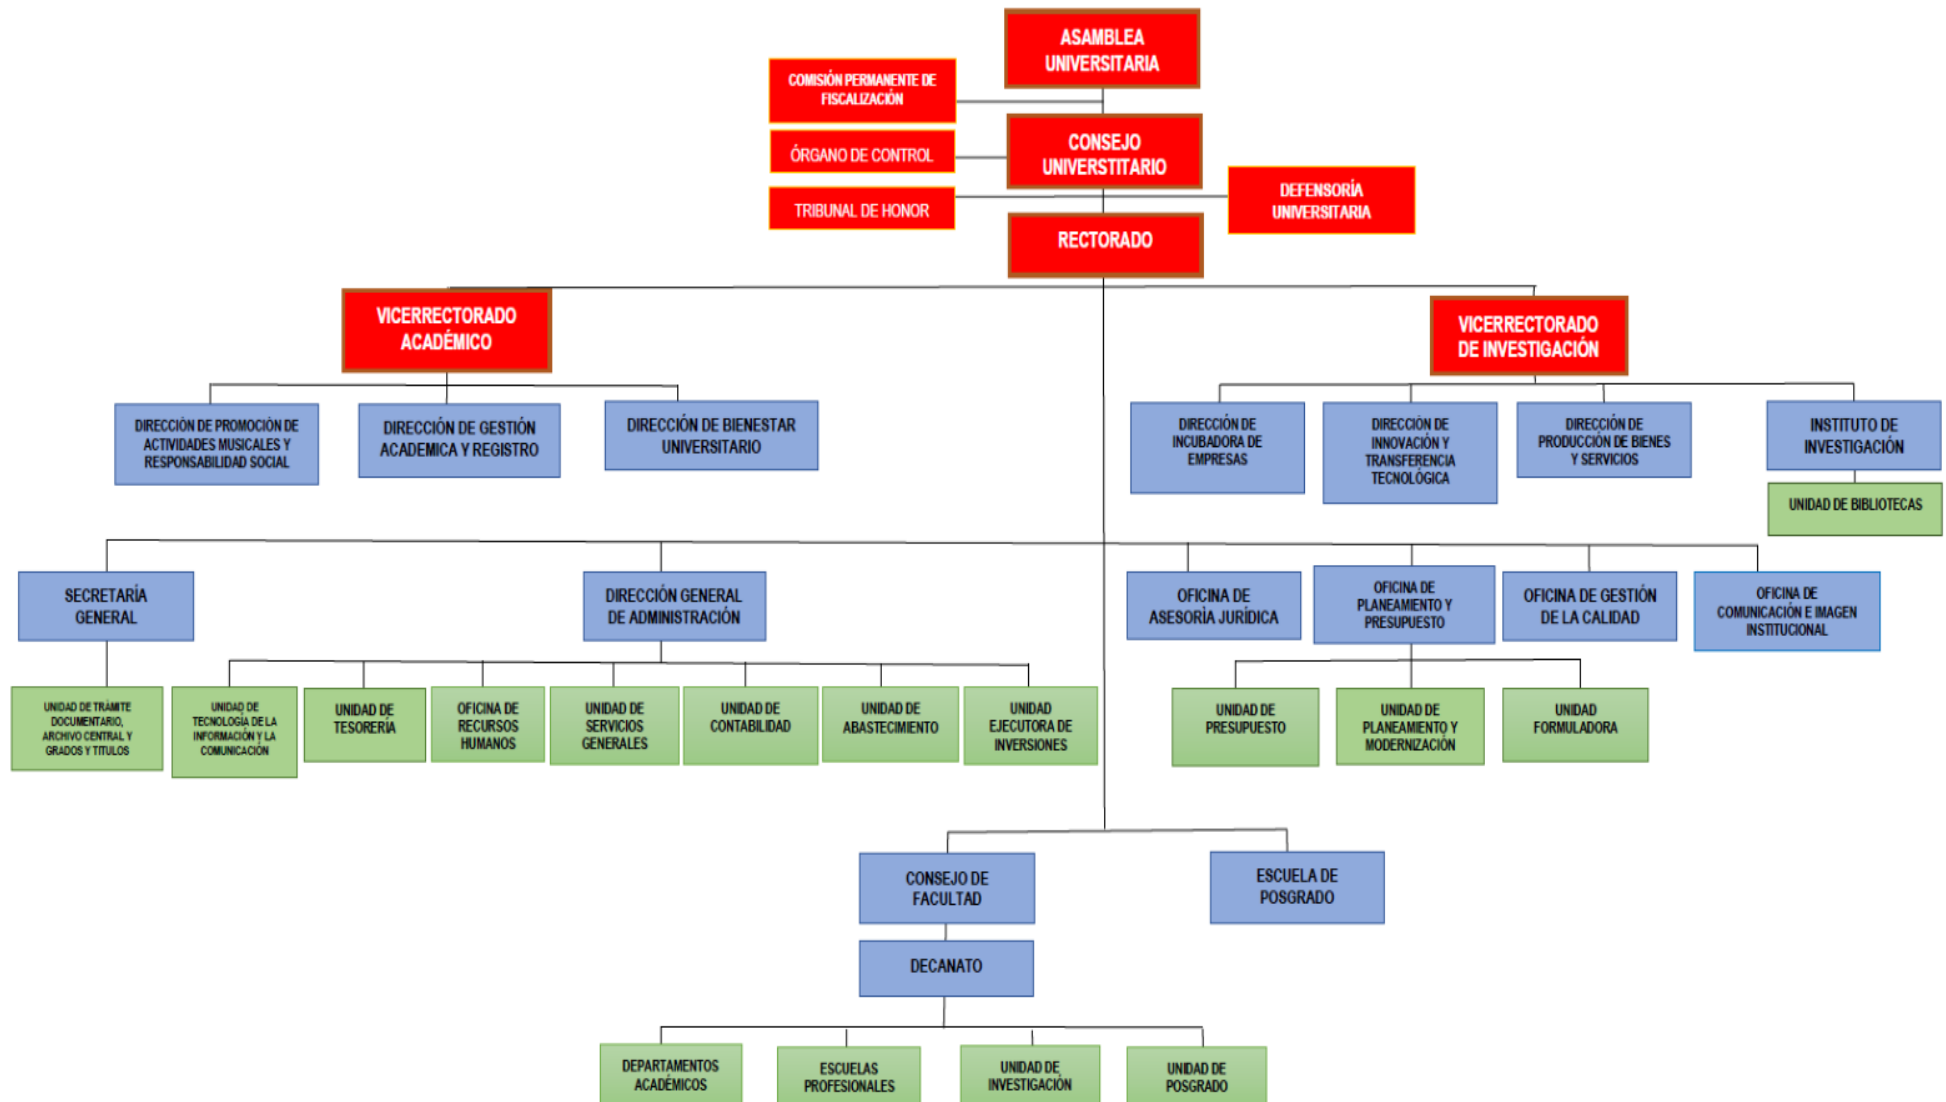 ASAMBLEA
UNIVERSITARIA
COMISIÓN PERMANENTE DE
FISCALIZACIÓN
CONSEJO
UNIVERSTITARIO
ÓRGANO DE CONTROL
TRIBUNAL DE HONOR
DEFENSORÍA
UNIVERSITARIA
RECTORADO
VICERRECTORADO
ACADÉMICO
VICERRECTORADO
DE INVESTIGACIÓN
DIRECCIÓN DE PROMOCIÓN DE
ACTIVIDADES MUSICALES Y
RESPONSABILIDAD SOCIAL
DIRECCIÓN DE GESTIÓN
ACADEMICA Y REGISTRO
DIRECCIÓN DE BIENESTAR
UNIVERSITARIO
DIRECCIÓN DE
INCUBADORA DE
EMPRESAS
DIRECCIÓN DE
INNOVACIÓN Y
TRANSFERENCIA
TECNOLÓGICA
DIRECCIÓN DE
PRODUCCIÓN DE BIENES
Y SERVICIOS
INSTITUTO DE
INVESTIGACIÓN
UNIDAD DE BIBLIOTECAS
SECRETARÍA
GENERAL
DIRECCIÓN GENERAL
DE ADMINISTRACIÓN
OFICINA DE
ASESORÌA JURÍDICA
OFICINA DE
PLANEAMIENTO Y
PRESUPUESTO
OFICINA DE GESTIÓN
DE LA CALIDAD
OFICINA DE
COMUNICACIÓN E IMAGEN
INSTITUCIONAL
UNIDAD DE TRÁMITE
DOCUMENTARIO,
ARCHIVO CENTRAL Y
GRADOS Y TITULOS
UNIDAD DE
TECNOLOGÍA DE LA
INFORMACIÓN Y LA
COMUNICACIÓN
UNIDAD DE
TESORERÍA
OFICINA DE
RECURSOS
HUMANOS
UNIDAD DE
SERVICIOS
GENERALES
UNIDAD DE
CONTABILIDAD
UNIDAD DE
ABASTECIMIENTO
UNIDAD
EJECUTORA DE
INVERSIONES
UNIDAD DE
PRESUPUESTO
UNIDAD DE
PLANEAMIENTO Y
MODERNIZACIÓN
UNIDAD
FORMULADORA
CONSEJO DE
FACULTAD
ESCUELA DE
POSGRADO
DECANATO
DEPARTAMENTOS
ACADÉMICOS
ESCUELAS
PROFESIONALES
UNIDAD DE
INVESTIGACIÓN
UNIDAD DE
POSGRADO